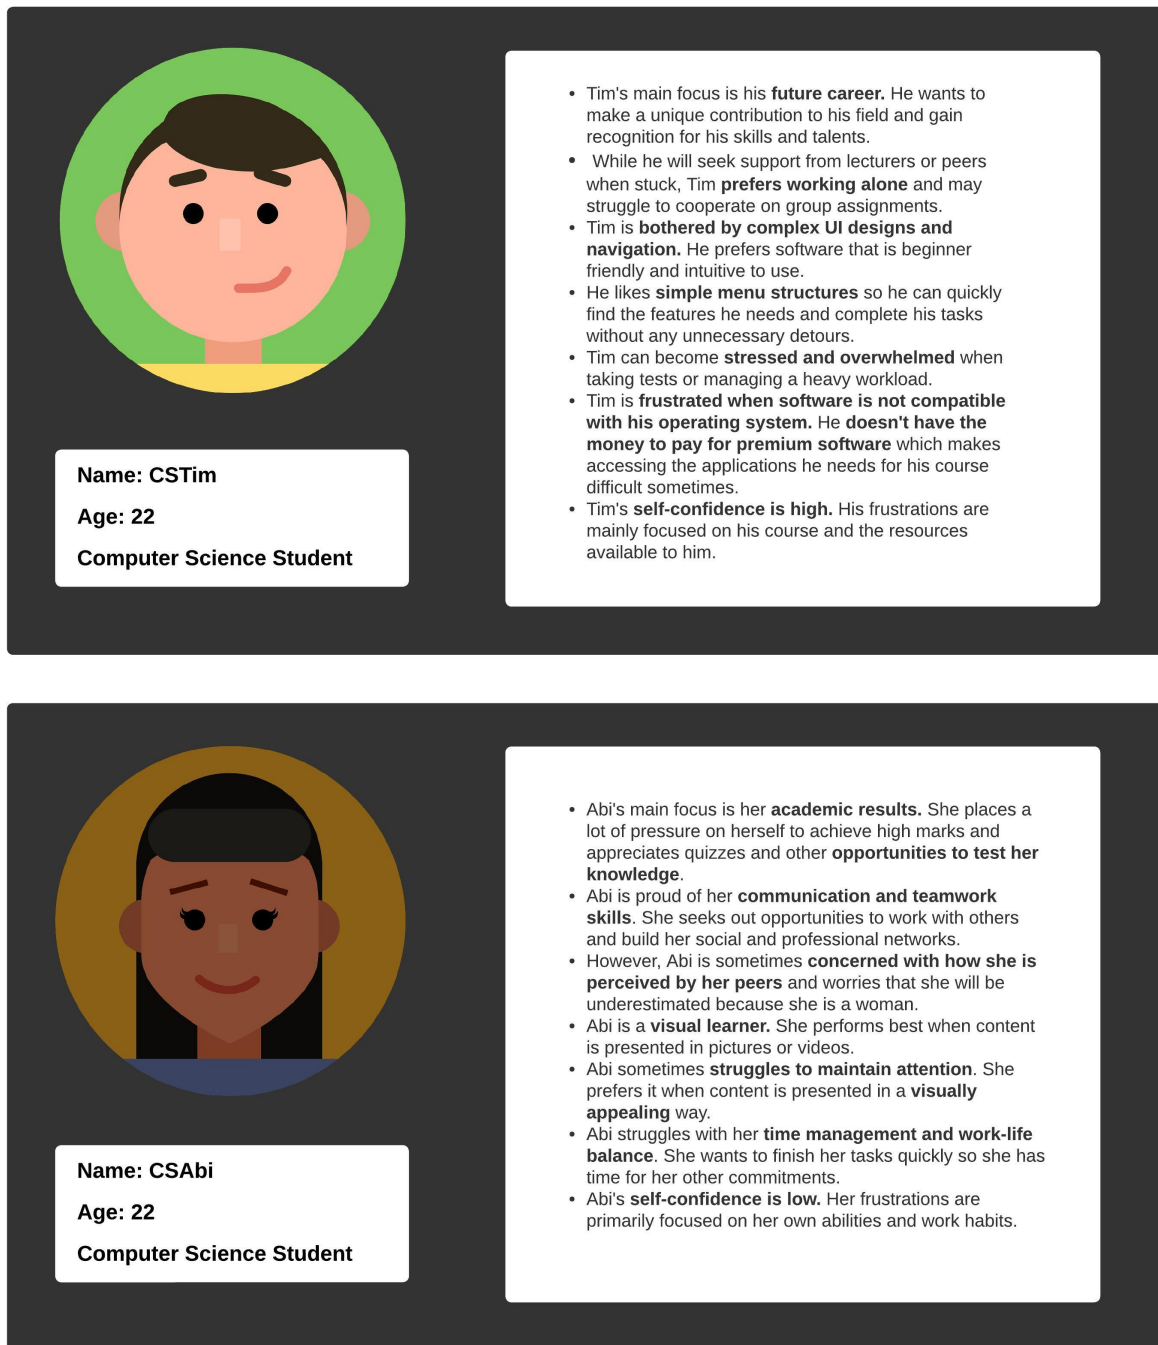 • Tim's main focus is his future career. He wants to
make a unique contribution to his field and gain
recognition for his skills and talents.
• While he will seek support from lecturers or peers
when stuck, Tim prefers working alone and may
struggle to cooperate on group assignments.
• Tim is bothered by complex UI designs and
navigation. He prefers software that is beginner
friendly and intuitive to use.
• He likes simple menu structures so he can quickly
find the features he needs and complete his tasks
without any unnecessary detours.
• Tim can become stressed and overwhelmed when
taking tests or managing a heavy workload.
• Tim is frustrated when software is not compatible
with his operating system. He doesn't have the
money to pay for premium software which makes
accessing the applications he needs for his course
difficult sometimes.
• Tim's self-confidence is high. His frustrations are
mainly focused on his course and the resources
available to him.
Name: CSTim
Age: 22
Computer Science Student
• Abi's main focus is her academic results. She places a
lot of pressure on herself to achieve high marks and
appreciates quizzes and other opportunities to test her
knowledge.
• Abi is proud of her communication and teamwork
skills. She seeks out opportunities to work with others
and build her social and professional networks.
• However, Abi is sometimes concerned with how she is
perceived by her peers and worries that she will be
underestimated because she is a woman.
• Abi is a visual learner. She performs best when content
is presented in pictures or videos.
• Abi sometimes struggles to maintain attention. She
prefers it when content is presented in a visually
appealing way.
• Abi struggles with her time management and work-life
balance. She wants to finish her tasks quickly so she has
time for her other commitments.
• Abi's self-confidence is low. Her frustrations are
primarily focused on her own abilities and work habits.
Name: CSAbi
Age: 22
Computer Science Student